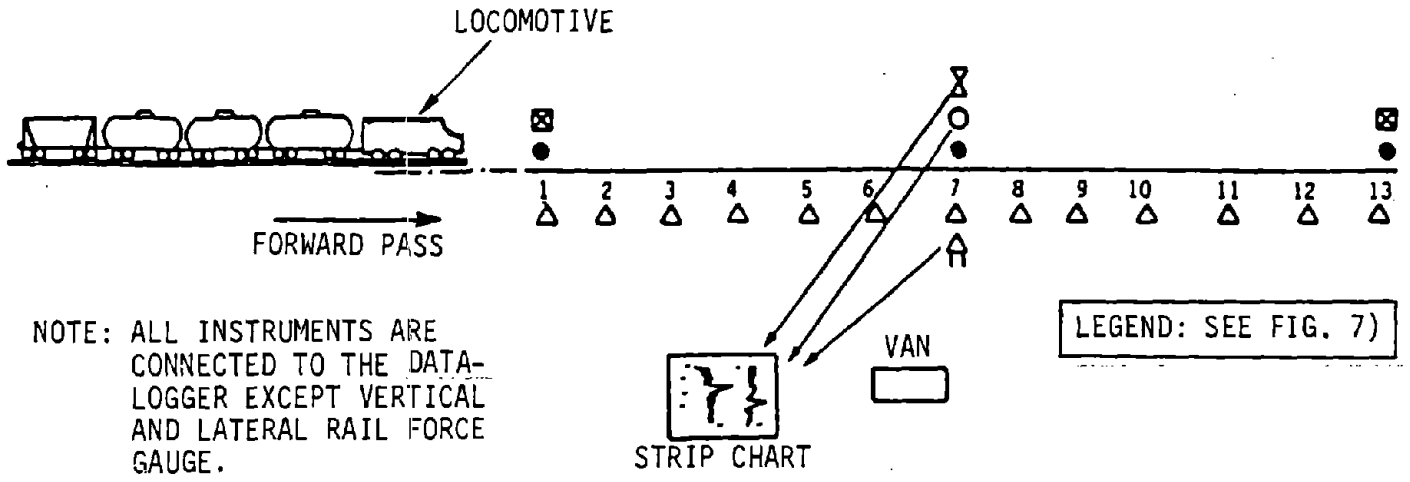 LOCOMOTIVE
1 2 3 4 5 6 7 8 9 10 11 12 13
FORWARD PASS
NOTE: ALL INSTRUMENTS ARE
CONNECTED TO THE DATA-
LOGGER EXCEPT VERTICAL
AND LATERAL RAIL FORCE
GAUGE.
STRIP CHART
VAN
LEGEND: SEE FIG. 7)